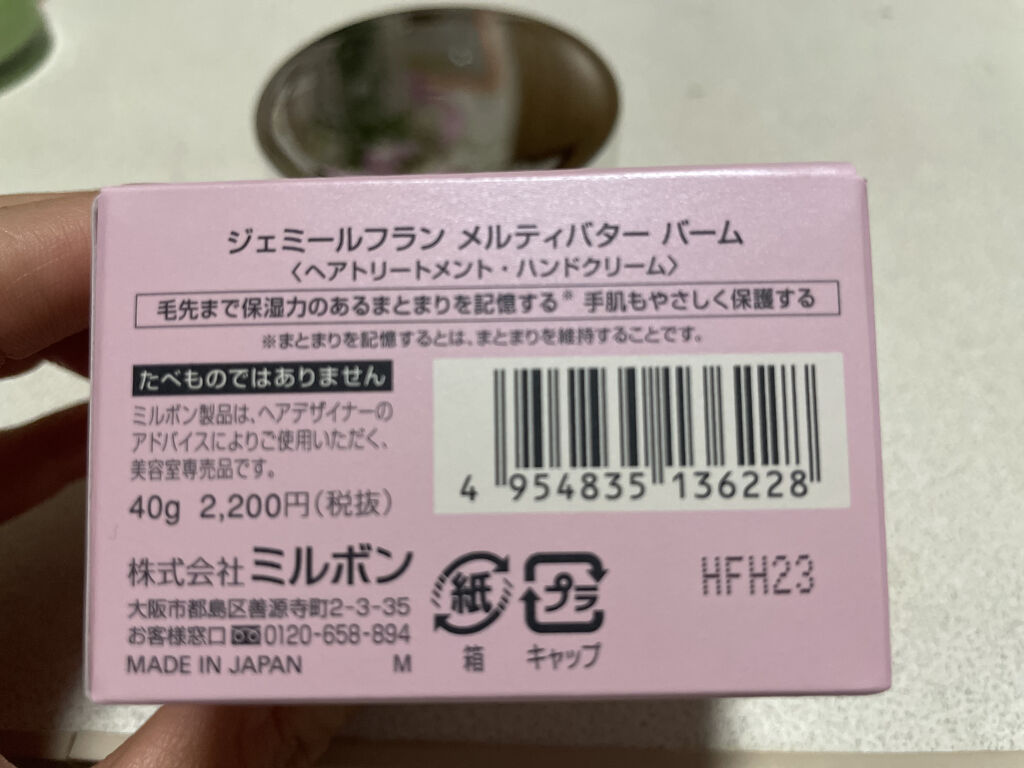 ジェミールフラン メルティバター バーム
〈ヘアトリートメント・ハンドクリーム〉
毛先まで保湿力のあるまとまりを記憶する※ 手肌もやさしく保護する
※まとまりを記憶するとは、まとまりを維持することです。
たべものではありません
ミルボン製品は、ヘアデザイナーの
アドバイスによりご使用いただく、
美容室専売品です。
40g 2,200円(税抜)
4 954835 136228
株式会社ミルボン
大阪市都島区善源寺町2-3-35
お客様窓口 0120-658-894
MADE IN JAPAN M
紙
箱
プラ
キャップ
HFH23